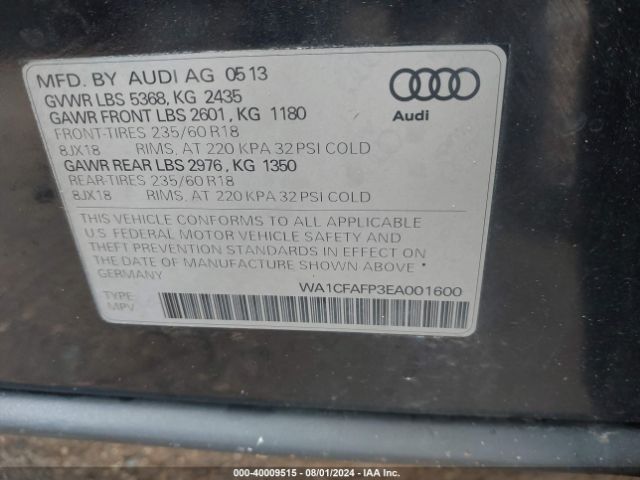 MFD. BY AUDI AG 0513
GVWR LBS 5368, KG 2435
GAWR FRONT LBS 2601, KG 1180
FRONT-TIRES 235/60 R18
8JX18 RIMS, AT 220 KPA 32 PSI COLD
GAWR REAR LBS 2976, KG 1350
REAR-TIRES 235/60 R18
8JX18 RIMS, AT 220 KPA 32 PSI COLD
Audi
THIS VEHICLE CONFORMS TO ALL APPLICABLE
U.S. FEDERAL MOTOR VEHICLE SAFETY AND
THEFT PREVENTION STANDARDS IN EFFECT ON
THE DATE OF MANUFACTURE SHOWN ABOVE.
GERMANY
WA1CFAFP3EA001600
TYPE:
MPV
000-40009515 - 08/01/2024 - IAA Inc.